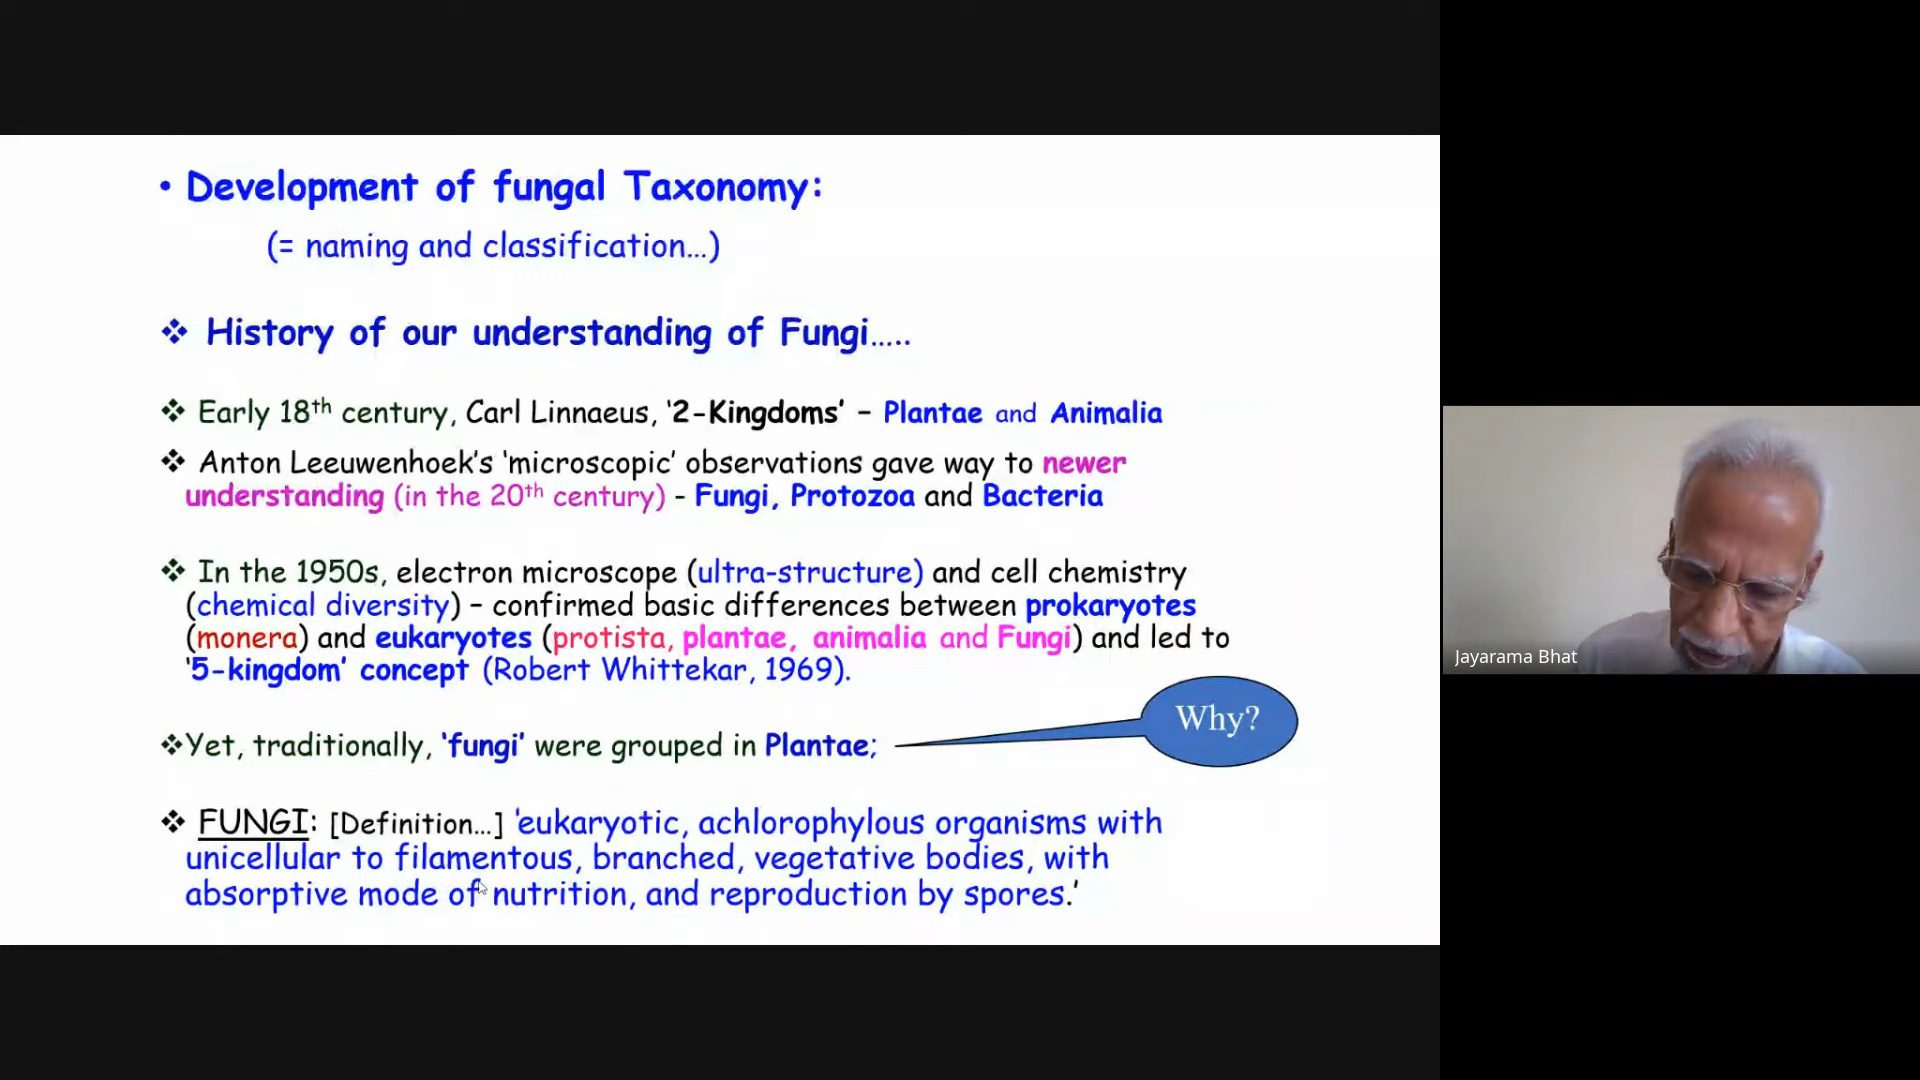 • Development of fungal Taxonomy:
(= naming and classification...)
❖ History of our understanding of Fungi.....
❖ Early 18th century, Carl Linnaeus, '2-Kingdoms' – Plantae and Animalia
❖ Anton Leeuwenhoek's 'microscopic' observations gave way to newer
understanding (in the 20th century) - Fungi, Protozoa and Bacteria
❖ In the 1950s, electron microscope (ultra-structure) and cell chemistry
(chemical diversity) – confirmed basic differences between prokaryotes
(monera) and eukaryotes (protista, plantae, animalia and Fungi) and led to
'5-kingdom' concept (Robert Whittekar, 1969).
Why?
❖Yet, traditionally, 'fungi' were grouped in Plantae;
❖ FUNGI: [Definition...] 'eukaryotic, achlorophylous organisms with
unicellular to filamentous, branched, vegetative bodies, with
absorptive mode of nutrition, and reproduction by spores.'
Jayarama Bhat